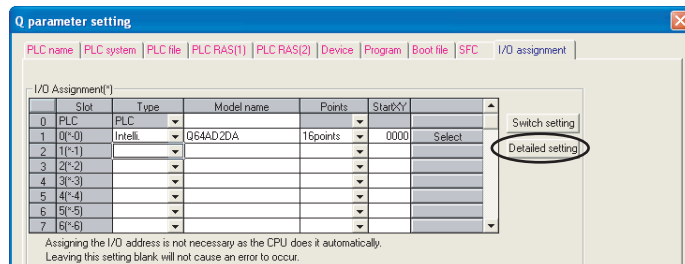 Q parameter setting
PLC name PLC system PLC file PLC RAS(1) PLC RAS(2) Device Program Boot file SFC I/O assignment
I/O Assignment(*)
Slot Type Model name Points StartXY
0 PLC PLC
1 0(*-0) Intelli. Q64AD2DA 16points 0000 Select
2 1(*-1)
3 2(*-2)
4 3(*-3)
5 4(*-4)
6 5(*-5)
7 6(*-6)
Switch setting
Detailed setting
Assigning the I/O address is not necessary as the CPU does it automatically.
Leaving this setting blank will not cause an error to occur.